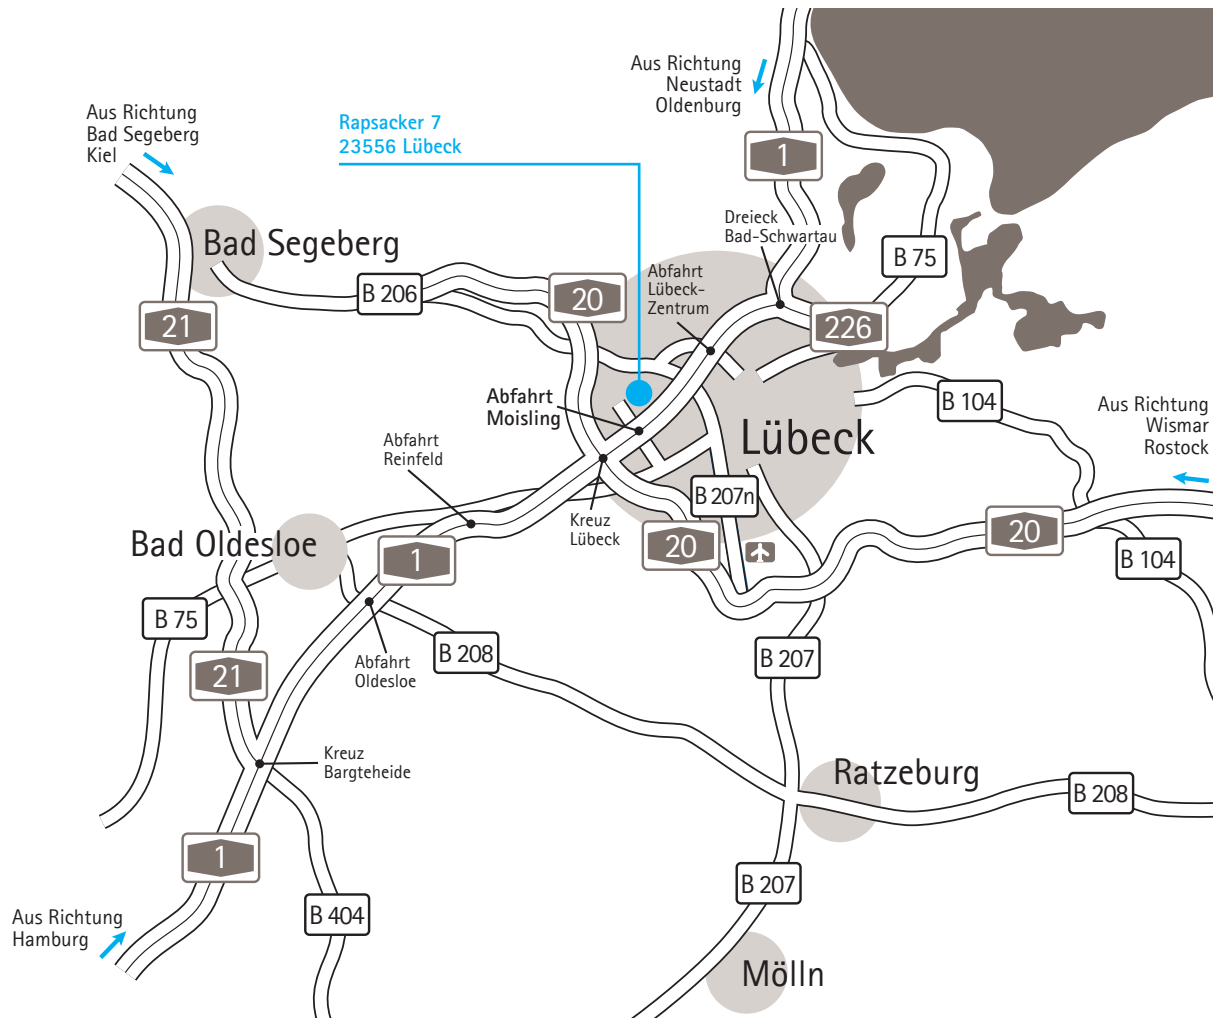 Aus Richtung
Neustadt
Oldenburg
Aus Richtung
Bad Segeberg
Kiel
Rapsacker 7
23556 Lübeck
1
Dreieck
Bad-Schwartau
Bad Segeberg
B 75
Abfahrt
Lübeck-
Zentrum
B 206
20
21
226
Abfahrt
Moisling
B 104
Aus Richtung
Wismar
Rostock
Lübeck
Abfahrt
Reinfeld
B 207n
Kreuz
Lübeck
20
20
Bad Oldesloe
1
B 104
B 75
B 208
B 207
21
Abfahrt
Oldesloe
Kreuz
Bargteheide
Ratzeburg
B 208
1
B 207
B 404
Aus Richtung
Hamburg
Mölln